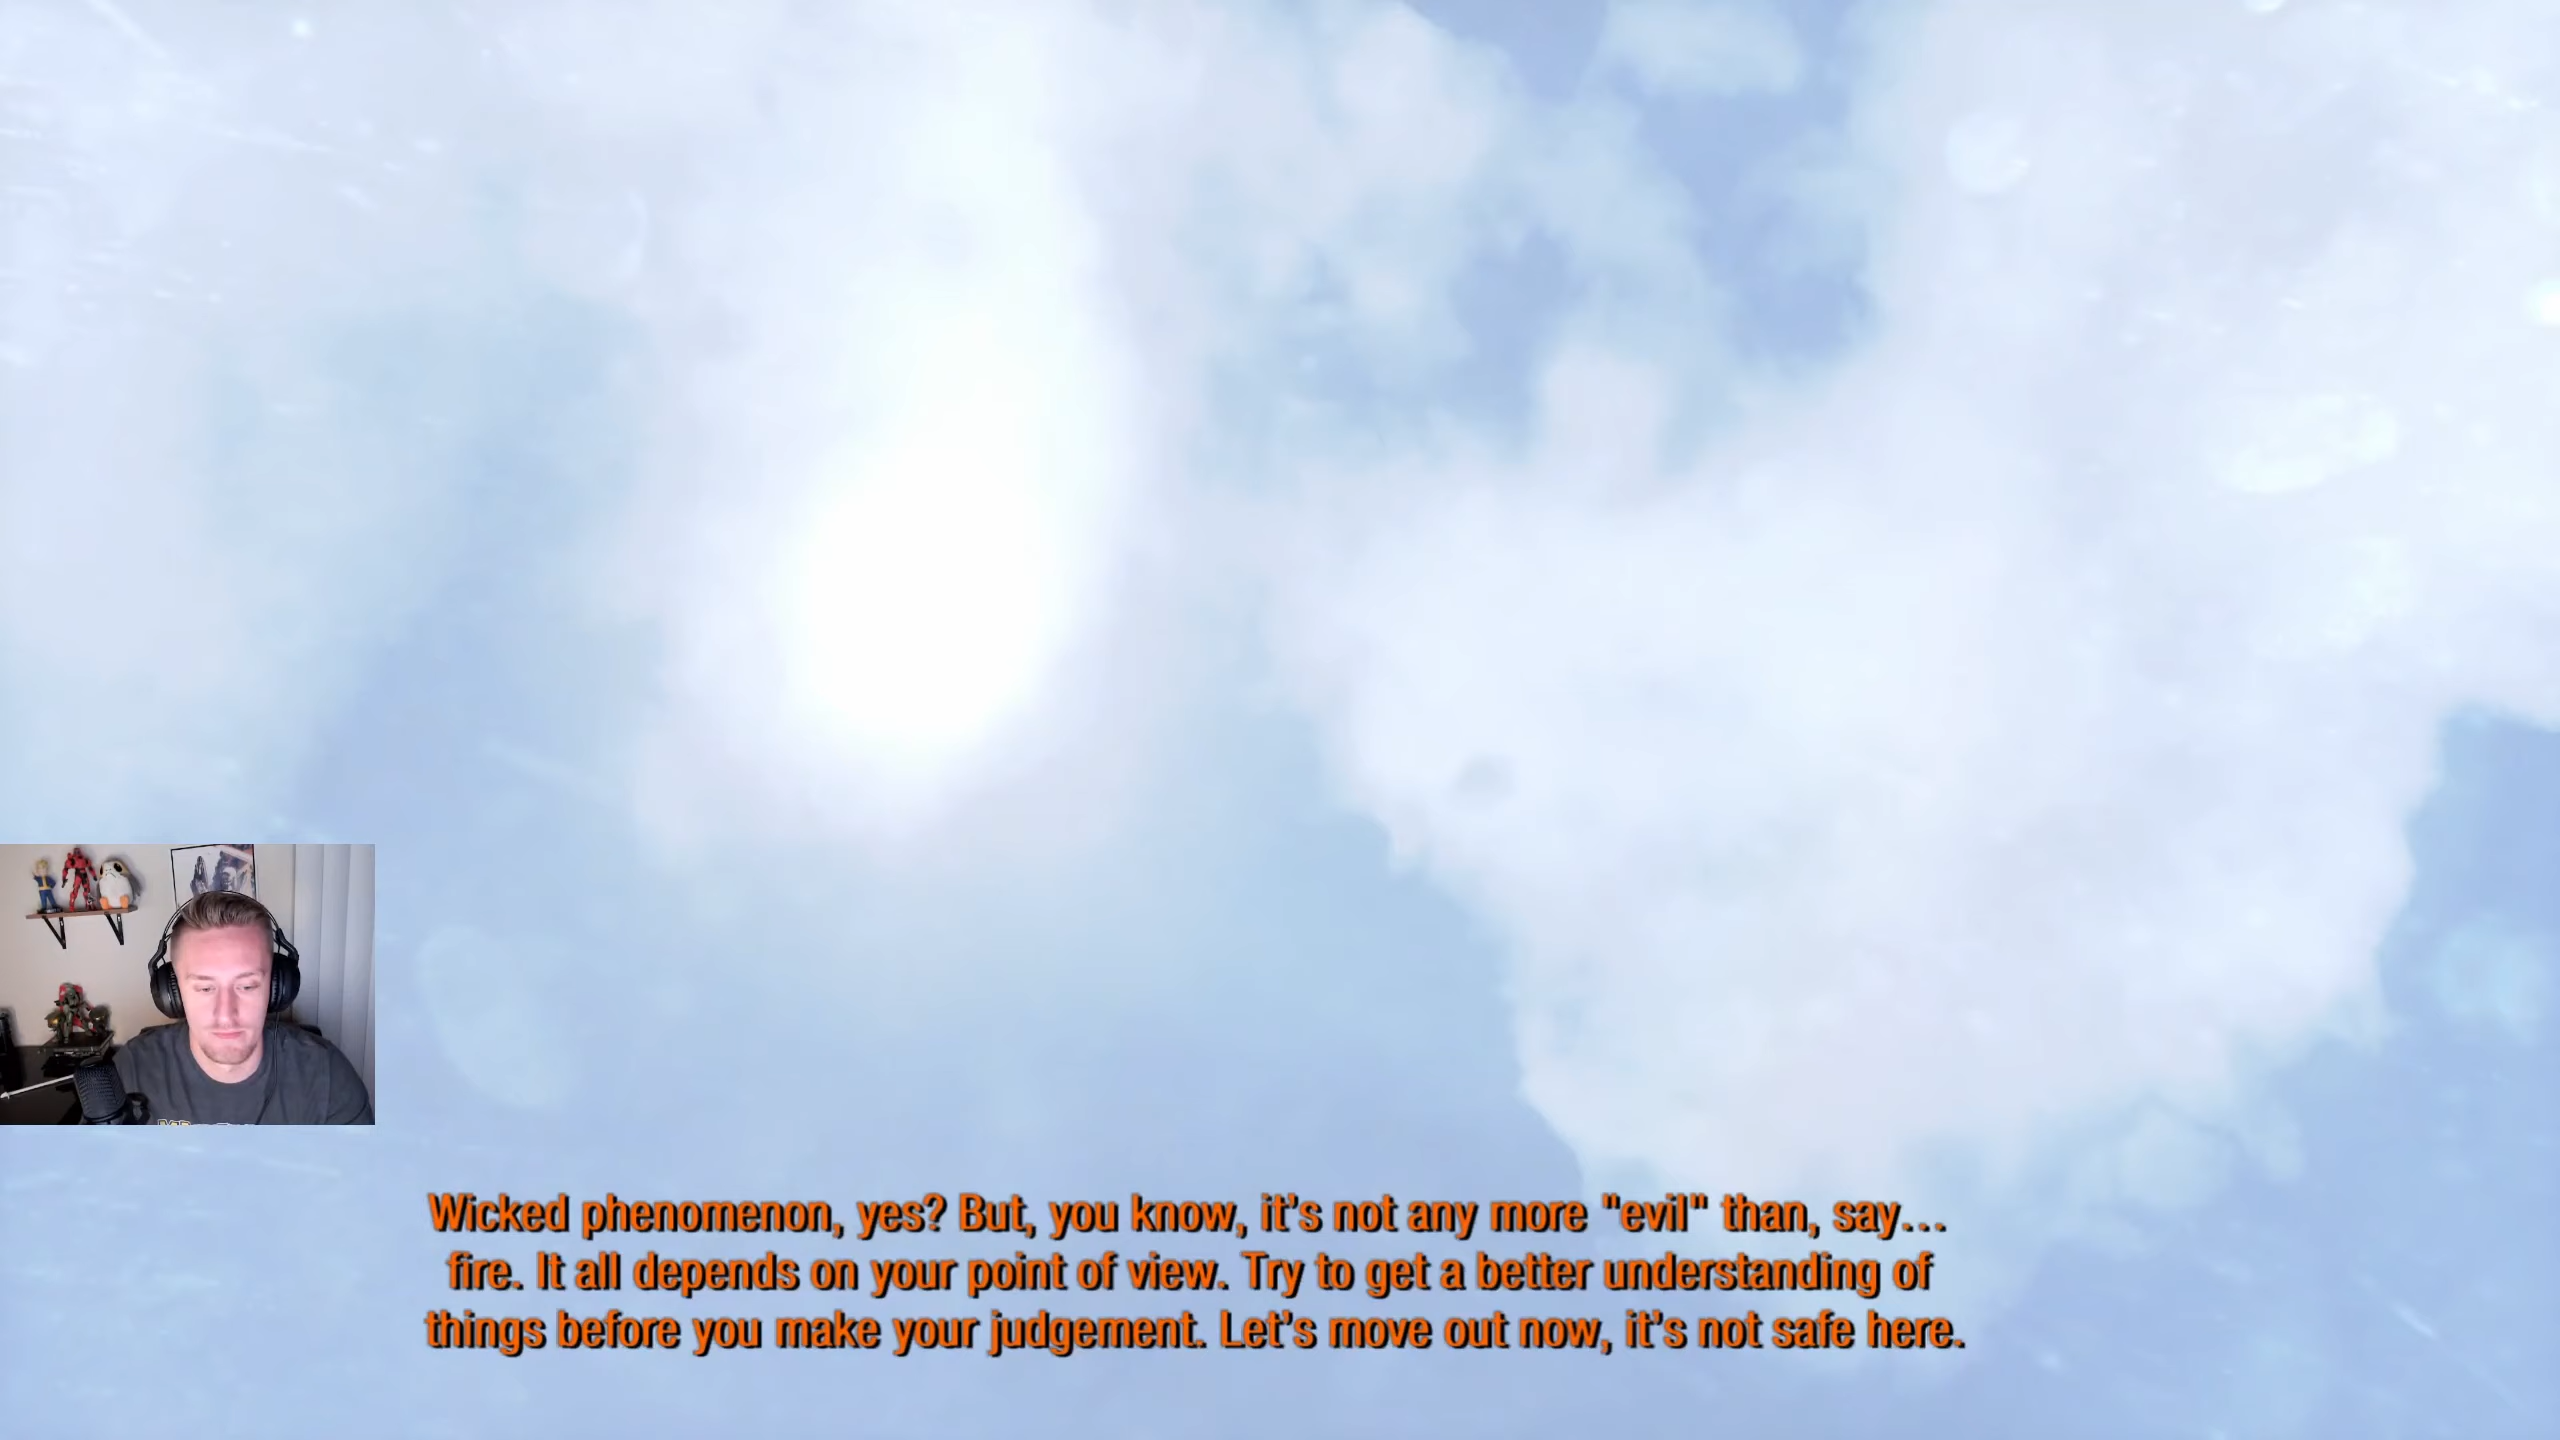 Wicked phenomenon, yes? But, you know, it's not any more "evil" than, say...
fire. It all depends on your point of view. Try to get a better understanding of
things before you make your judgement. Let's move out now, it's not safe here.